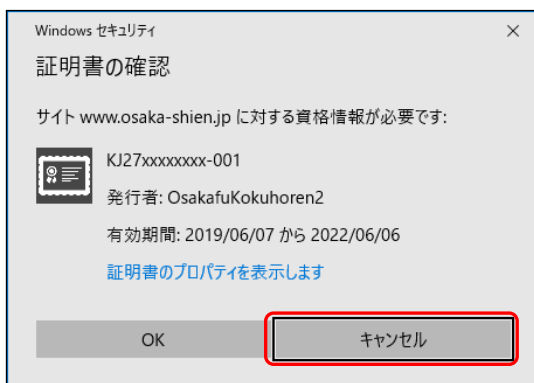 Windows セキュリティ
証明書の確認
サイト www.osaka-shien.jp に対する資格情報が必要です:
KJ27xxxxxxxx-001
発行者: OsakafuKokuhoren2
有効期間: 2019/06/07 から 2022/06/06
証明書のプロパティを表示します
OK
キャンセル